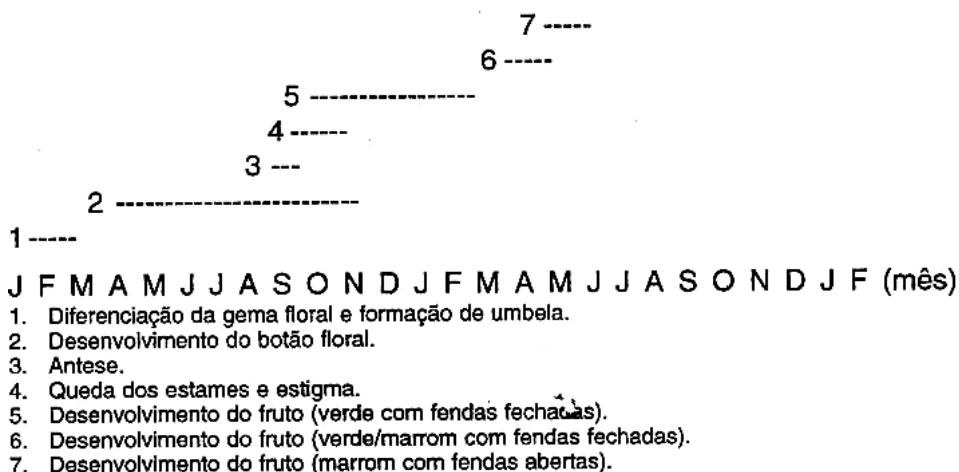 7 -----
6 -----
5 -----------------
4 ------
3 ---
2 -------------------------
1 -----
J F M A M J J A S O N D J F M A M J J A S O N D J F (mês)
1. Diferenciação da gema floral e formação de umbela.
2. Desenvolvimento do botão floral.
3. Antese.
4. Queda dos estames e estigma.
5. Desenvolvimento do fruto (verde com fendas fechadas).
6. Desenvolvimento do fruto (verde/marrom com fendas fechadas).
7. Desenvolvimento do fruto (marrom com fendas abertas).